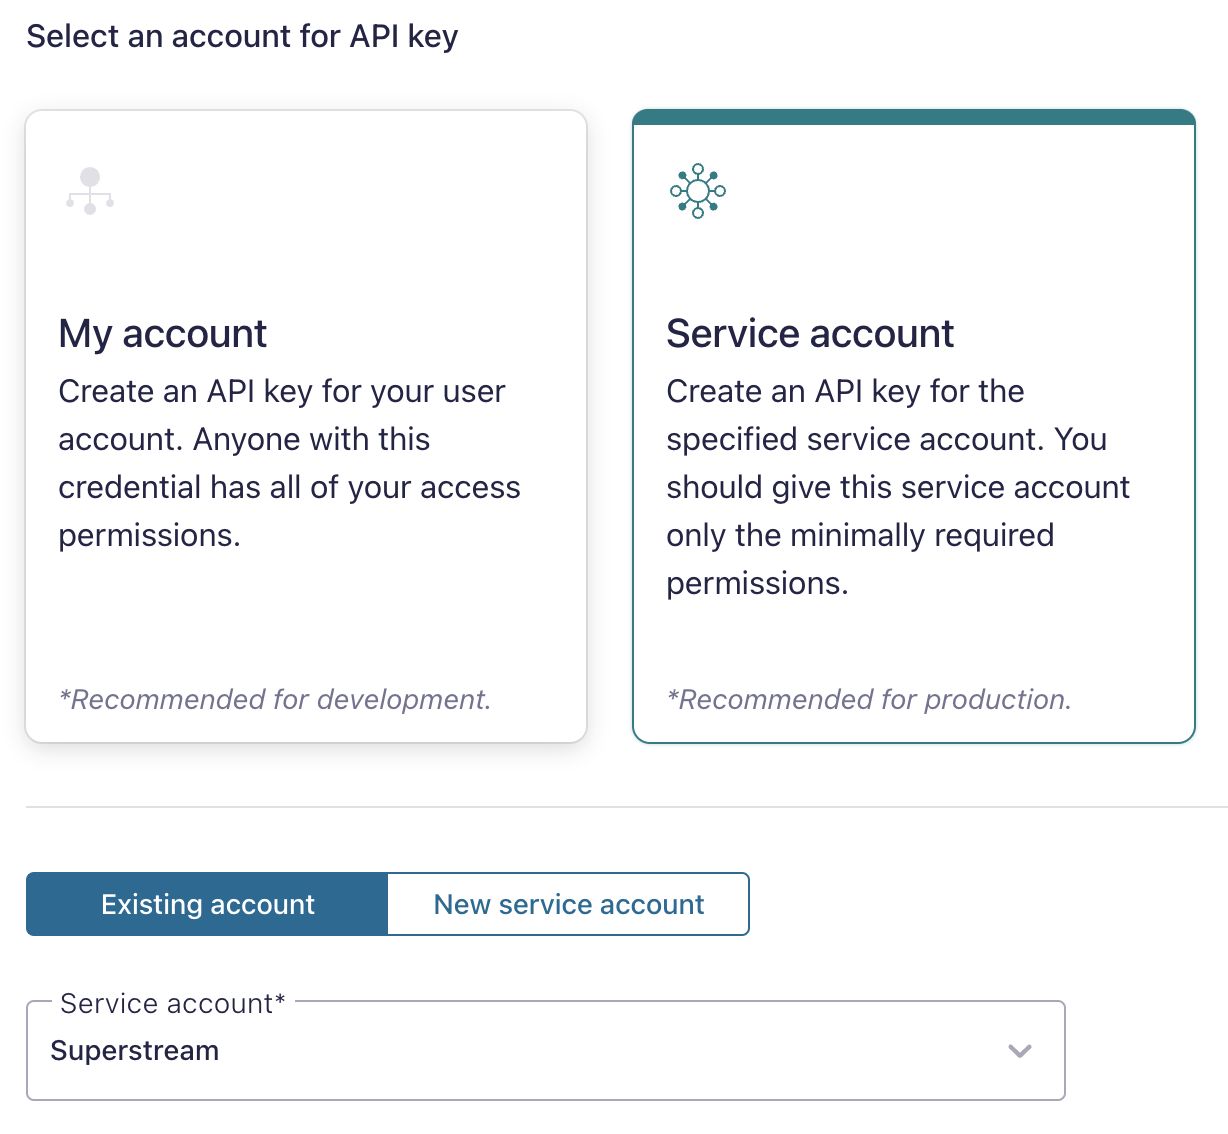 Select an account for API key
My account
Create an API key for your user
account. Anyone with this
credential has all of your access
permissions.
*Recommended for development.
Service account
Create an API key for the
specified service account. You
should give this service account
only the minimally required
permissions.
*Recommended for production.
Existing account
New service account
Service account*
Superstream